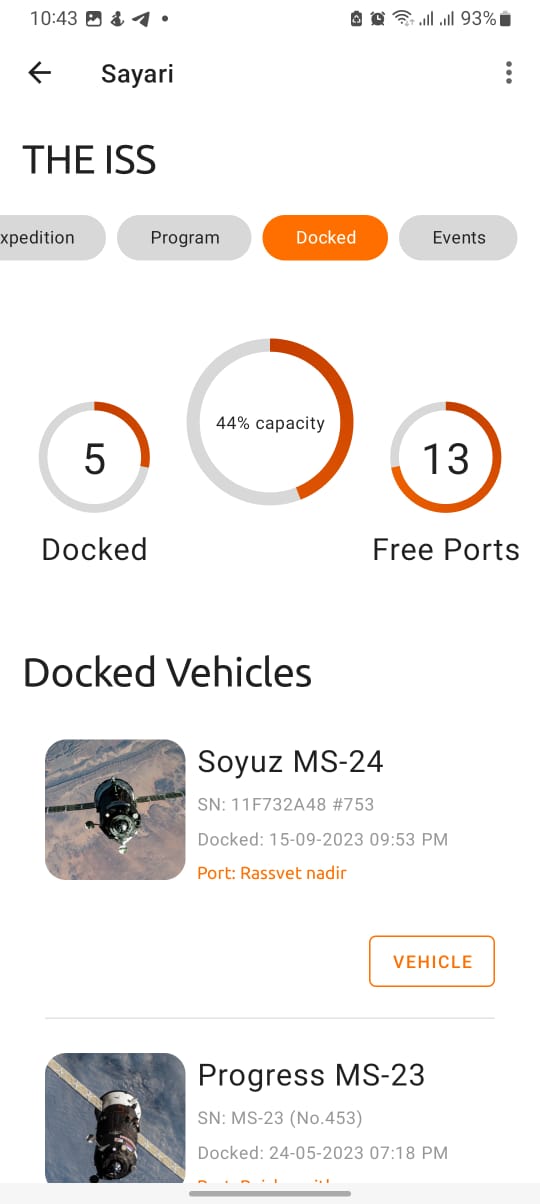 10:43 93%
Sayari
THE ISS
xpedition Program Docked Events
44% capacity
5 13
Docked Free Ports
Docked Vehicles
Soyuz MS-24
SN: 11F732A48 #753
Docked: 15-09-2023 09:53 PM
Port: Rassvet nadir
VEHICLE
Progress MS-23
SN: MS-23 (No.453)
Docked: 24-05-2023 07:18 PM